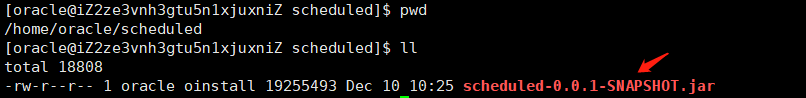 [oracle@iZ2ze3vnh3gtu5n1xjuxniZ scheduled]$ pwd
/home/oracle/scheduled
[oracle@iZ2ze3vnh3gtu5n1xjuxniZ scheduled]$ ll
total 18808
-rw-r--r-- 1 oracle oinstall 19255493 Dec 10 10:25 scheduled-0.0.1-SNAPSHOT.jar